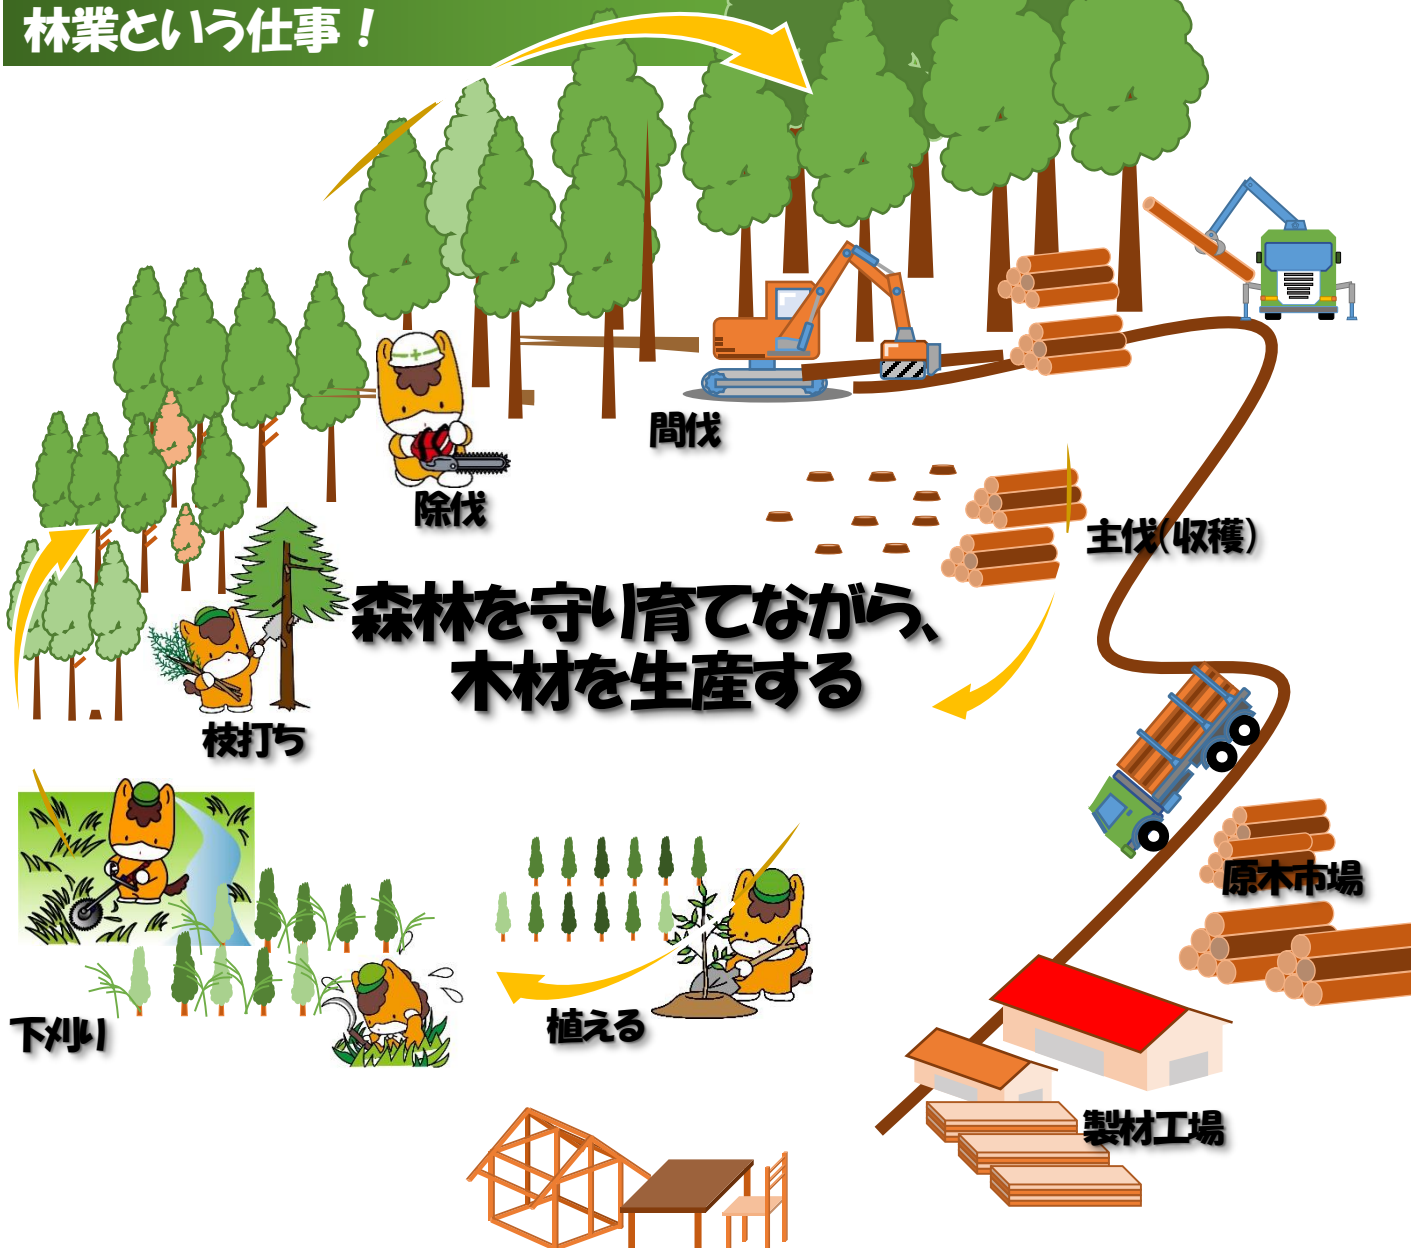 林業という仕事！
間伐
除伐
主伐（収穫）
森林を守り育てながら、
木材を生産する
枝打ち
原木市場
下刈り
植える
製材工場